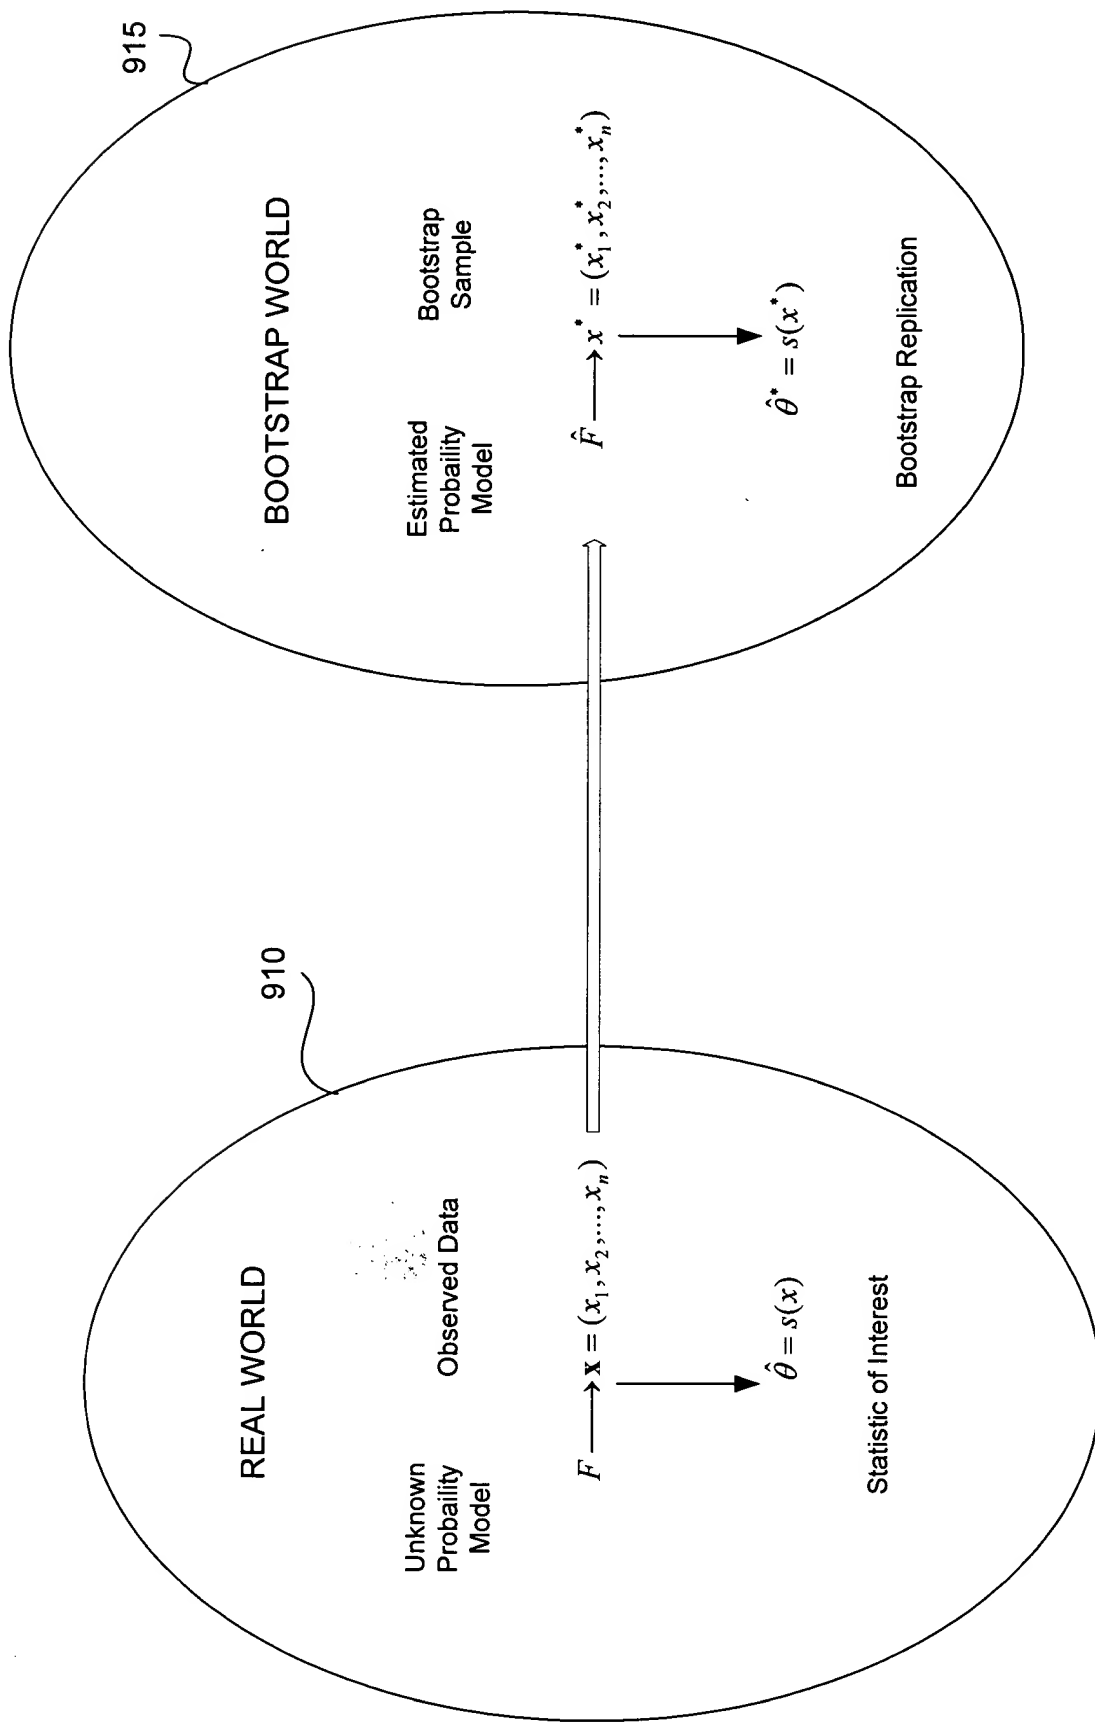 REAL WORLD
910
Unknown
Probaility
Model
Observed Data
F → x = (x₁, x₂,..., xₙ)
θ̂ = s(x)
Statistic of Interest
BOOTSTRAP WORLD
915
Estimated
Probaility
Model
Bootstrap
Sample
F̂ → x* = (x₁*, x₂*,..., xₙ*)
θ̂* = s(x*)
Bootstrap Replication